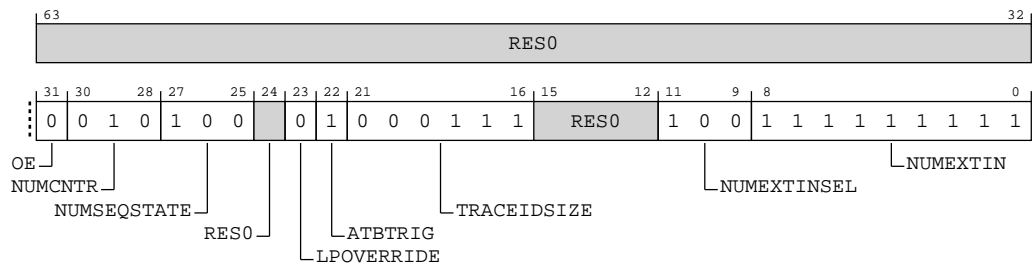 63 32
RES0
31 30 28 27 25 24 23 22 21 16 15 12 11 9 8 0
0 0 1 0 1 0 0 0 1 0 0 0 1 1 1 RES0 1 0 0 1 1 1 1 1 1 1 1 1
OE NUMEXTIN
NUMCNTR NUMEXTINSEL
NUMSEQSTATE TRACEIDSIZE
RES0 ATBTRIG
LPOVERRIDE